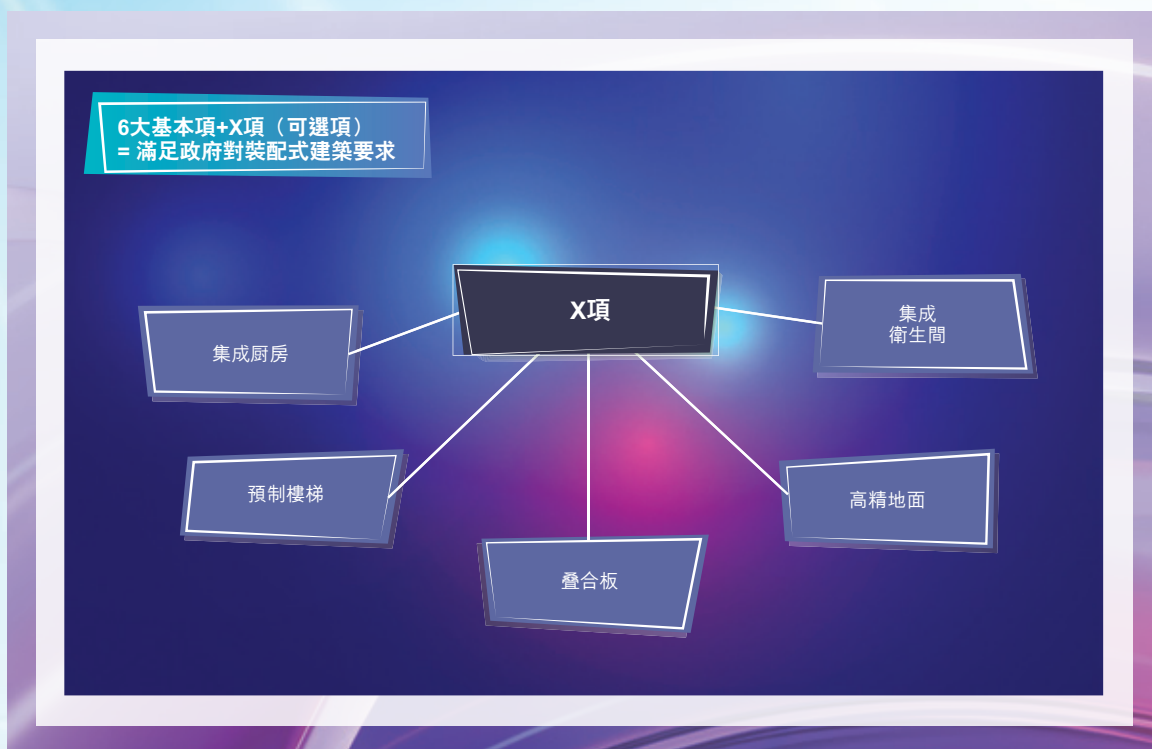 6大基本項+X項（可選項）
= 滿足政府對裝配式建築要求
X項
集成厨房
集成
衛生間
預制樓梯
高精地面
叠合板